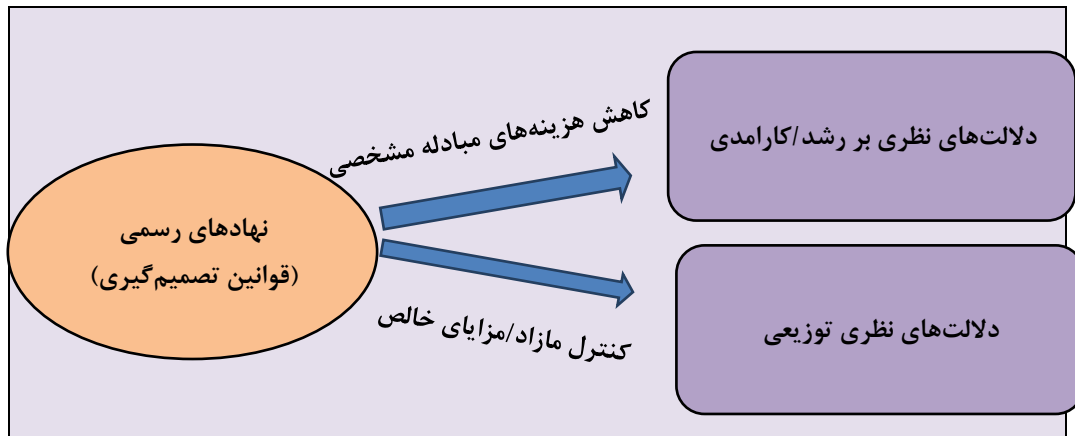 نهادهای رسمی
(قوانین تصمیم‌گیری)
کاهش هزینه‌های مبادله مشخصی
دلالت‌های نظری بر رشد/کارامدی
کنترل مازاد/مزایای خالص
دلالت‌های نظری توزیعی